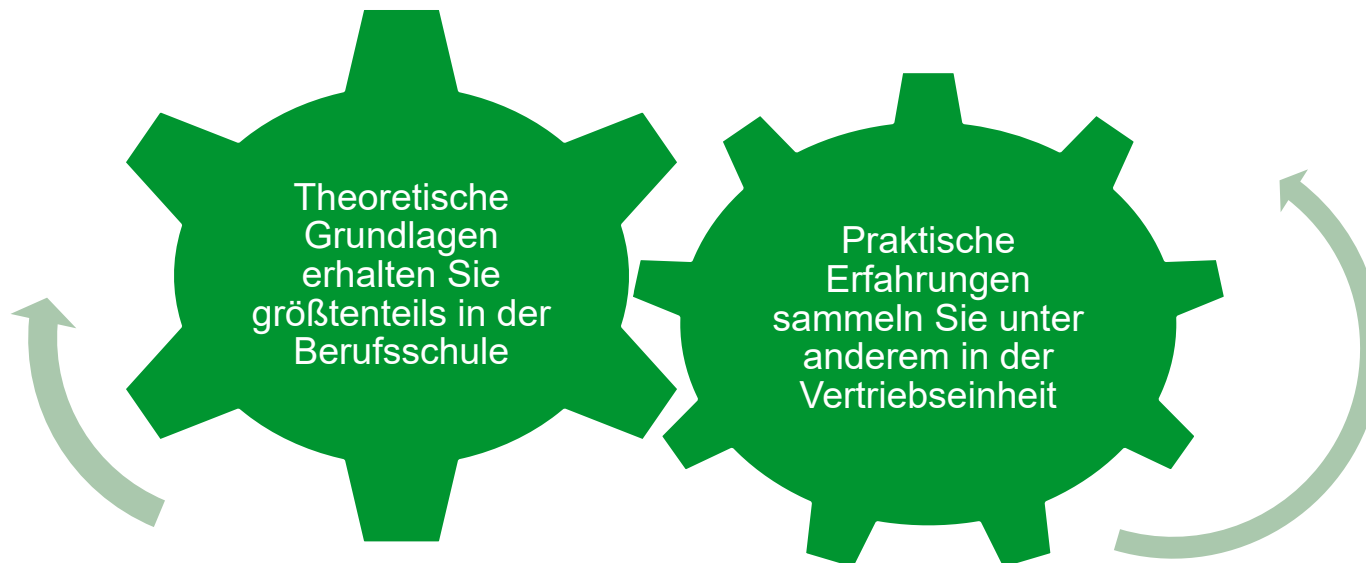 Theoretische
Grundlagen
erhalten Sie
größtenteils in der
Berufsschule
Praktische
Erfahrungen
sammeln Sie unter
anderem in der
Vertriebseinheit